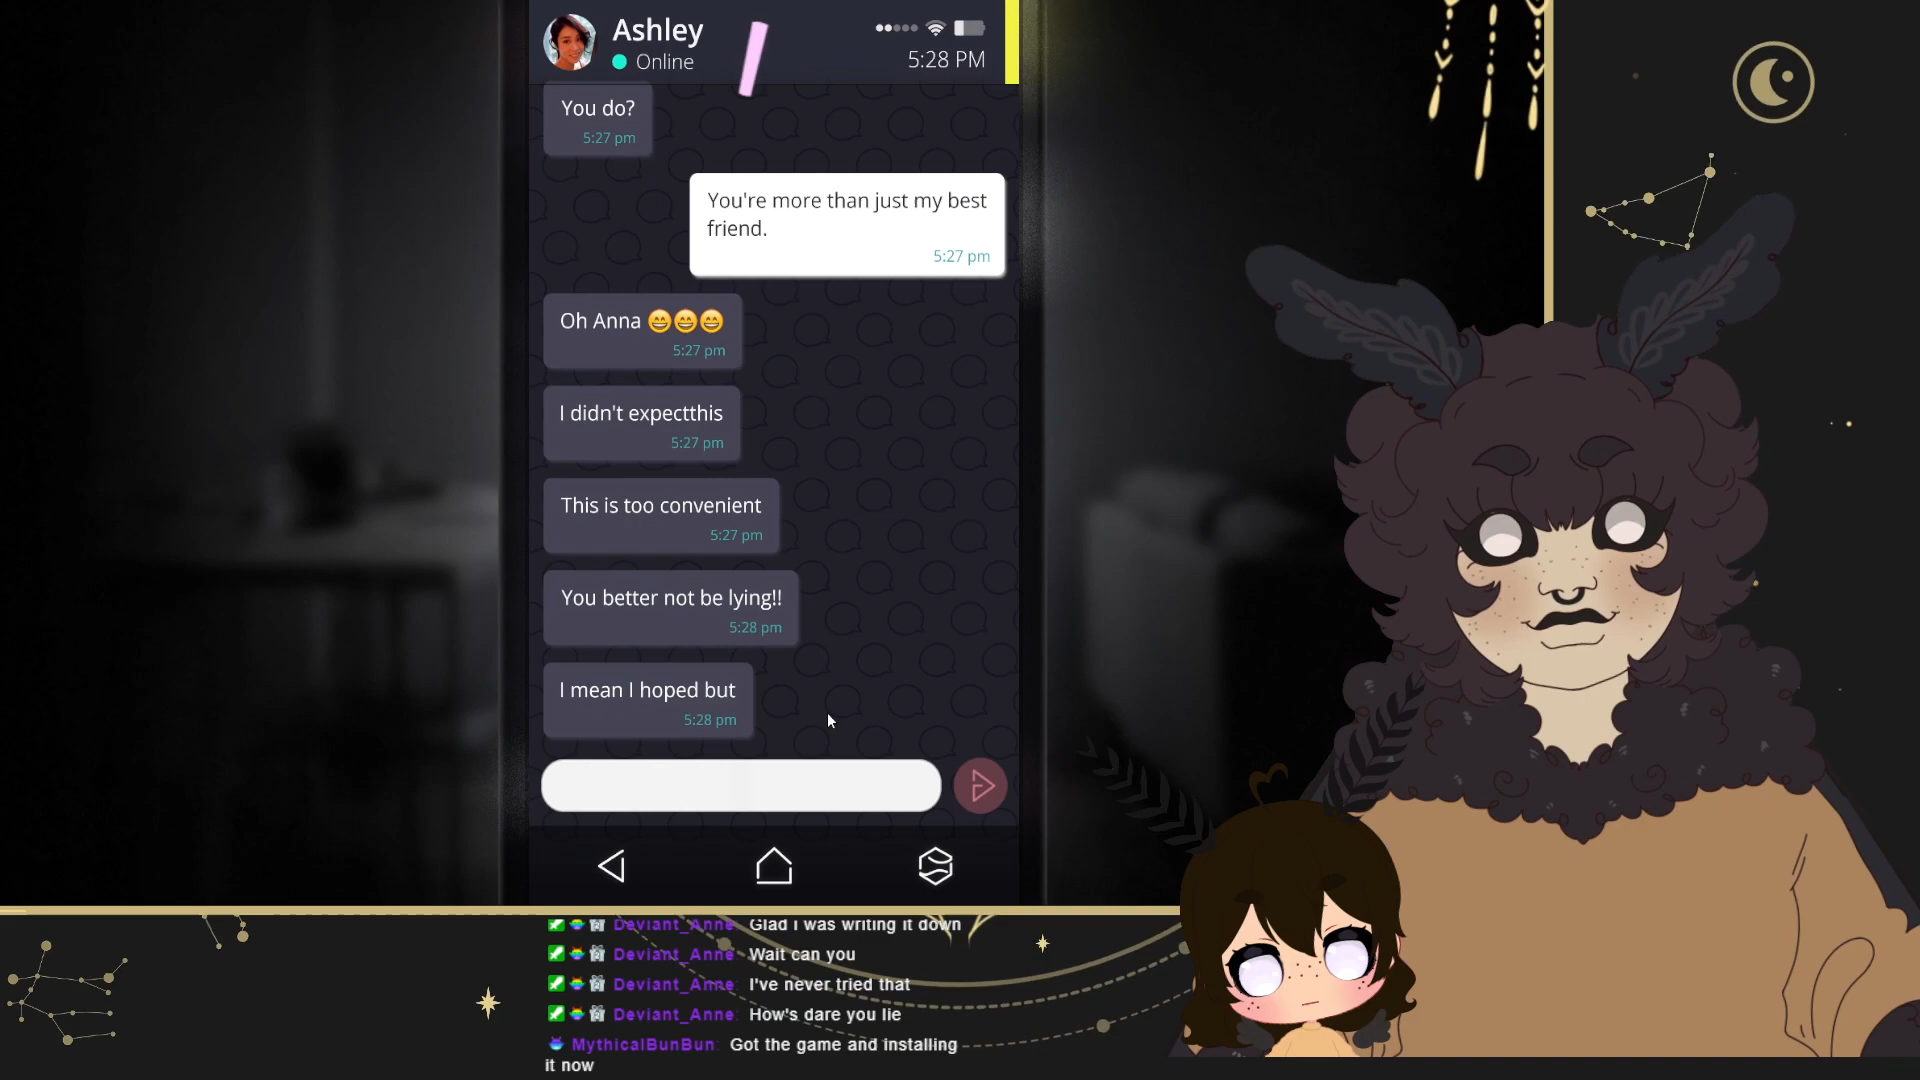 Ashley
Online
5:28 PM
You do?
5:27 pm
You're more than just my best
friend.
5:27 pm
Oh Anna 😄😄😄
5:27 pm
I didn't expectthis
5:27 pm
This is too convenient
5:27 pm
You better not be lying!!
5:28 pm
I mean I hoped but
5:28 pm
Deviant_Anne: Glad I was writing it down
Deviant_Anne: Wait can you
Deviant_Anne: I've never tried that
Deviant_Anne: How's dare you lie
MythicalBunBun: Got the game and installing
it now